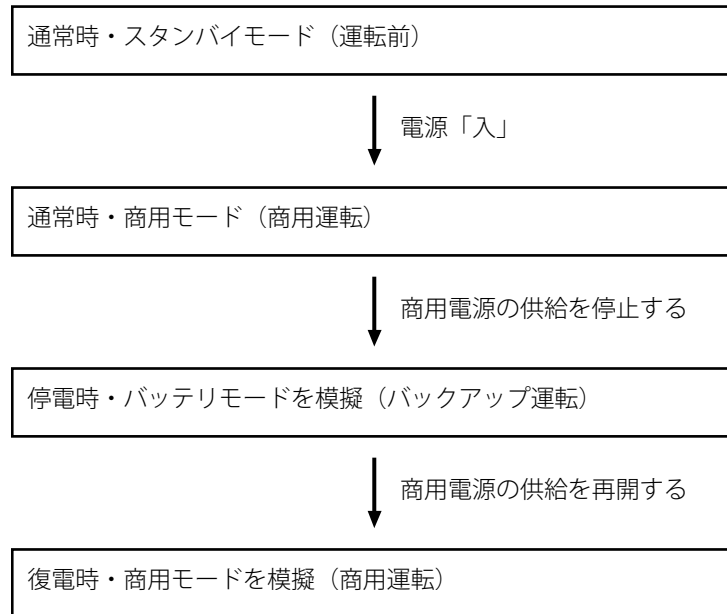 通常時・スタンバイモード（運転前）
電源「入」
通常時・商用モード（商用運転）
商用電源の供給を停止する
停電時・バッテリモードを模擬（バックアップ運転）
商用電源の供給を再開する
復電時・商用モードを模擬（商用運転）